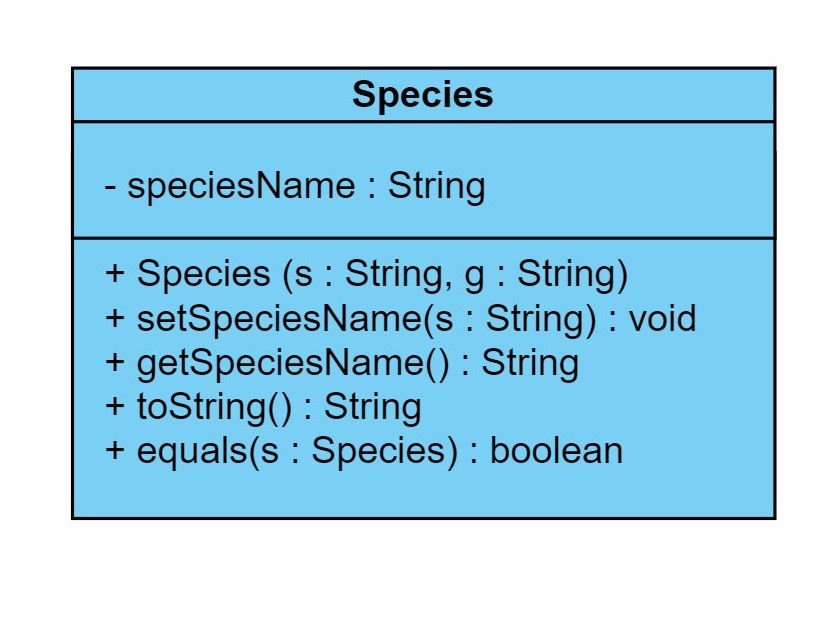 Species
- speciesName : String
+ Species (s : String, g : String)
+ setSpeciesName(s : String) : void
+ getSpeciesName() : String
+ toString() : String
+ equals(s : Species) : boolean